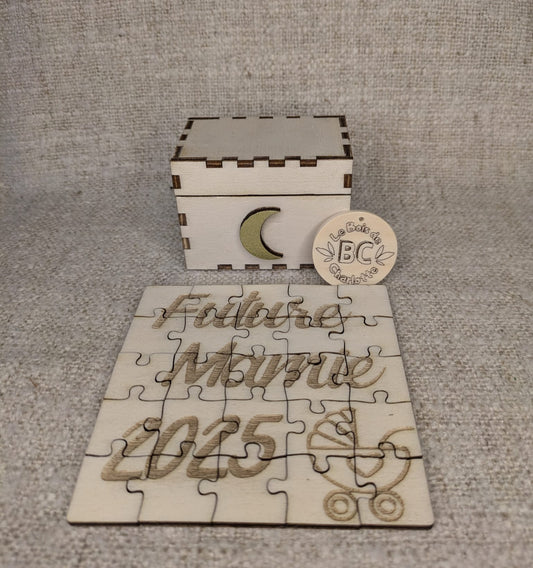 Le Bois de
BC
Charlotte
Future
Mamie
2025